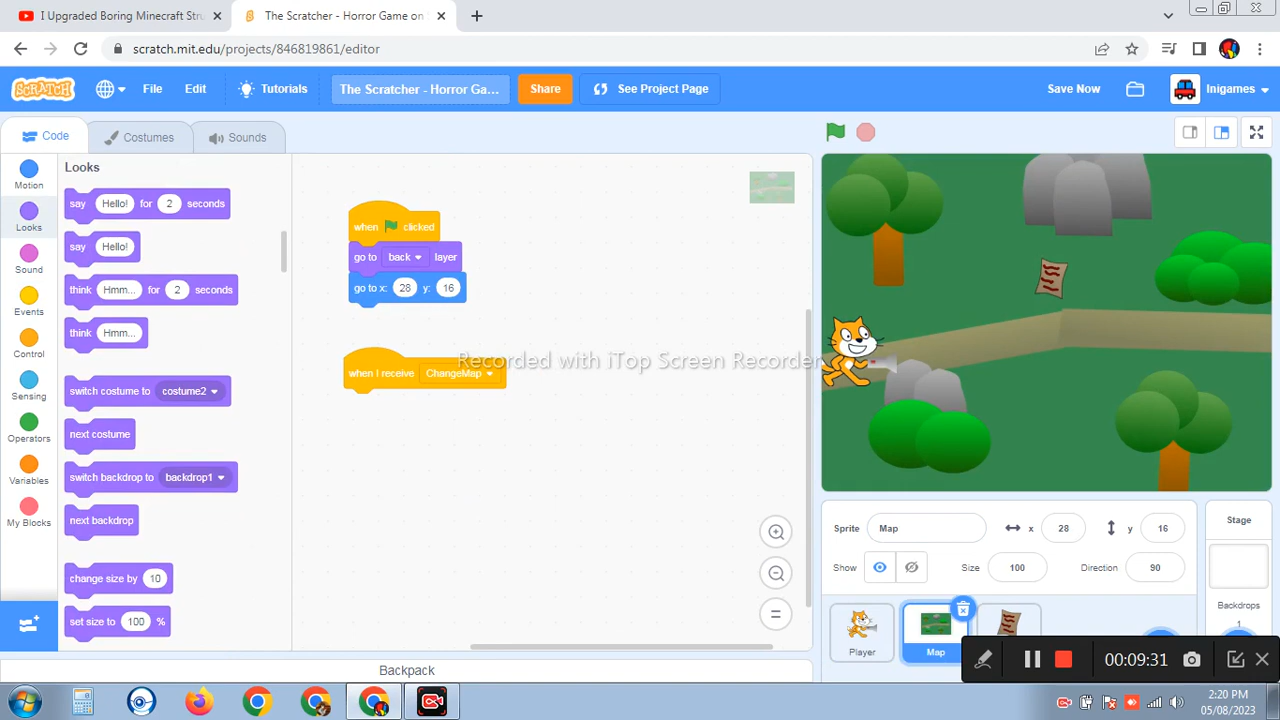 I Upgraded Boring Minecraft Stru
The Scratcher - Horror Game on S
scratch.mit.edu/projects/846819861/editor
SCRATCH File Edit Tutorials The Scratcher - Horror Ga... Share See Project Page Save Now Inigames
Code Costumes Sounds
Motion
Looks
Sound
Events
Control
Sensing
Operators
Variables
My Blocks
Looks
say Hello! for 2 seconds
say Hello!
think Hmm... for 2 seconds
think Hmm...
switch costume to costume2
next costume
switch backdrop to backdrop1
next backdrop
change size by 10
set size to 100 %
when clicked
go to back layer
go to x: 28 y: 16
when I receive ChangeMap
Recorded with iTop Screen Recorder
Backpack
Sprite Map x 28 y 16
Show Size 100 Direction 90
Player
Map
Stage
Backdrops
1
00:09:31
2:20 PM
05/08/2023